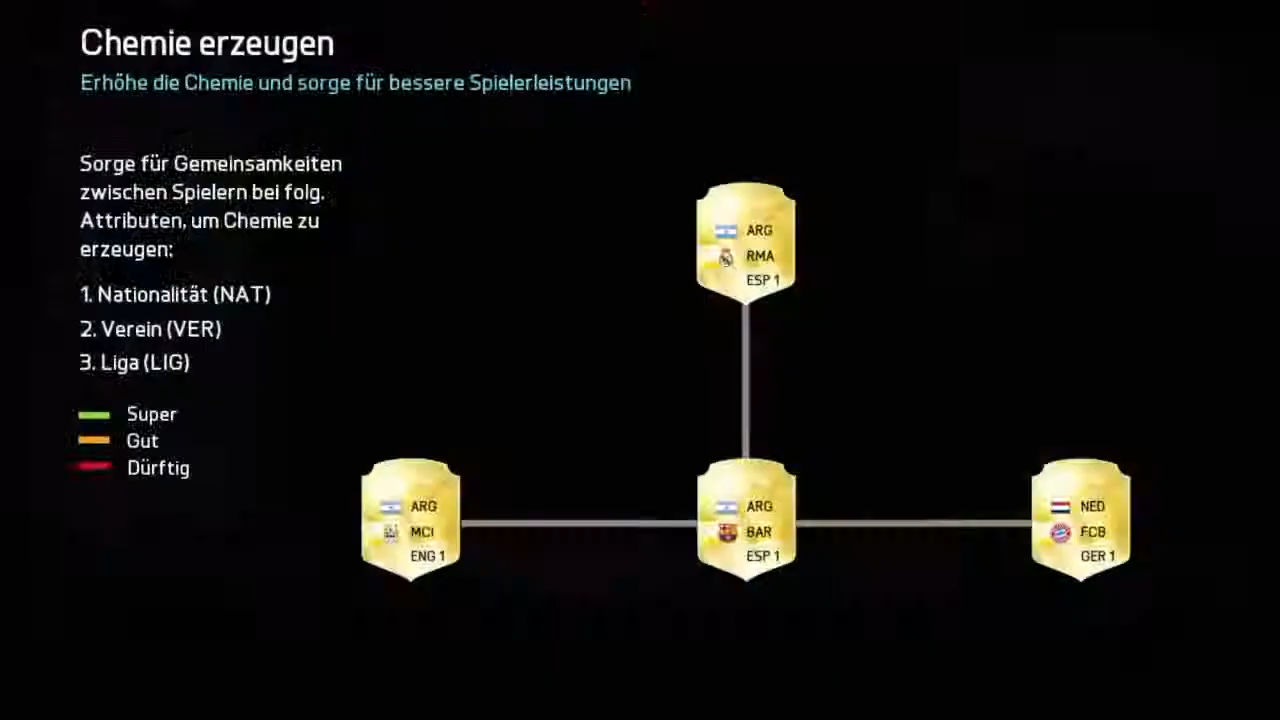 Chemie erzeugen
Erhöhe die Chemie und sorge für bessere Spielerleistungen
Sorge für Gemeinsamkeiten
zwischen Spielern bei folg.
Attributen, um Chemie zu
erzeugen:
1. Nationalität (NAT)
2. Verein (VER)
3. Liga (LIG)
Super
Gut
Dürftig
ARG
RMA
ESP 1
ARG
MCI
ENG 1
ARG
BAR
ESP 1
NED
FCB
GER 1